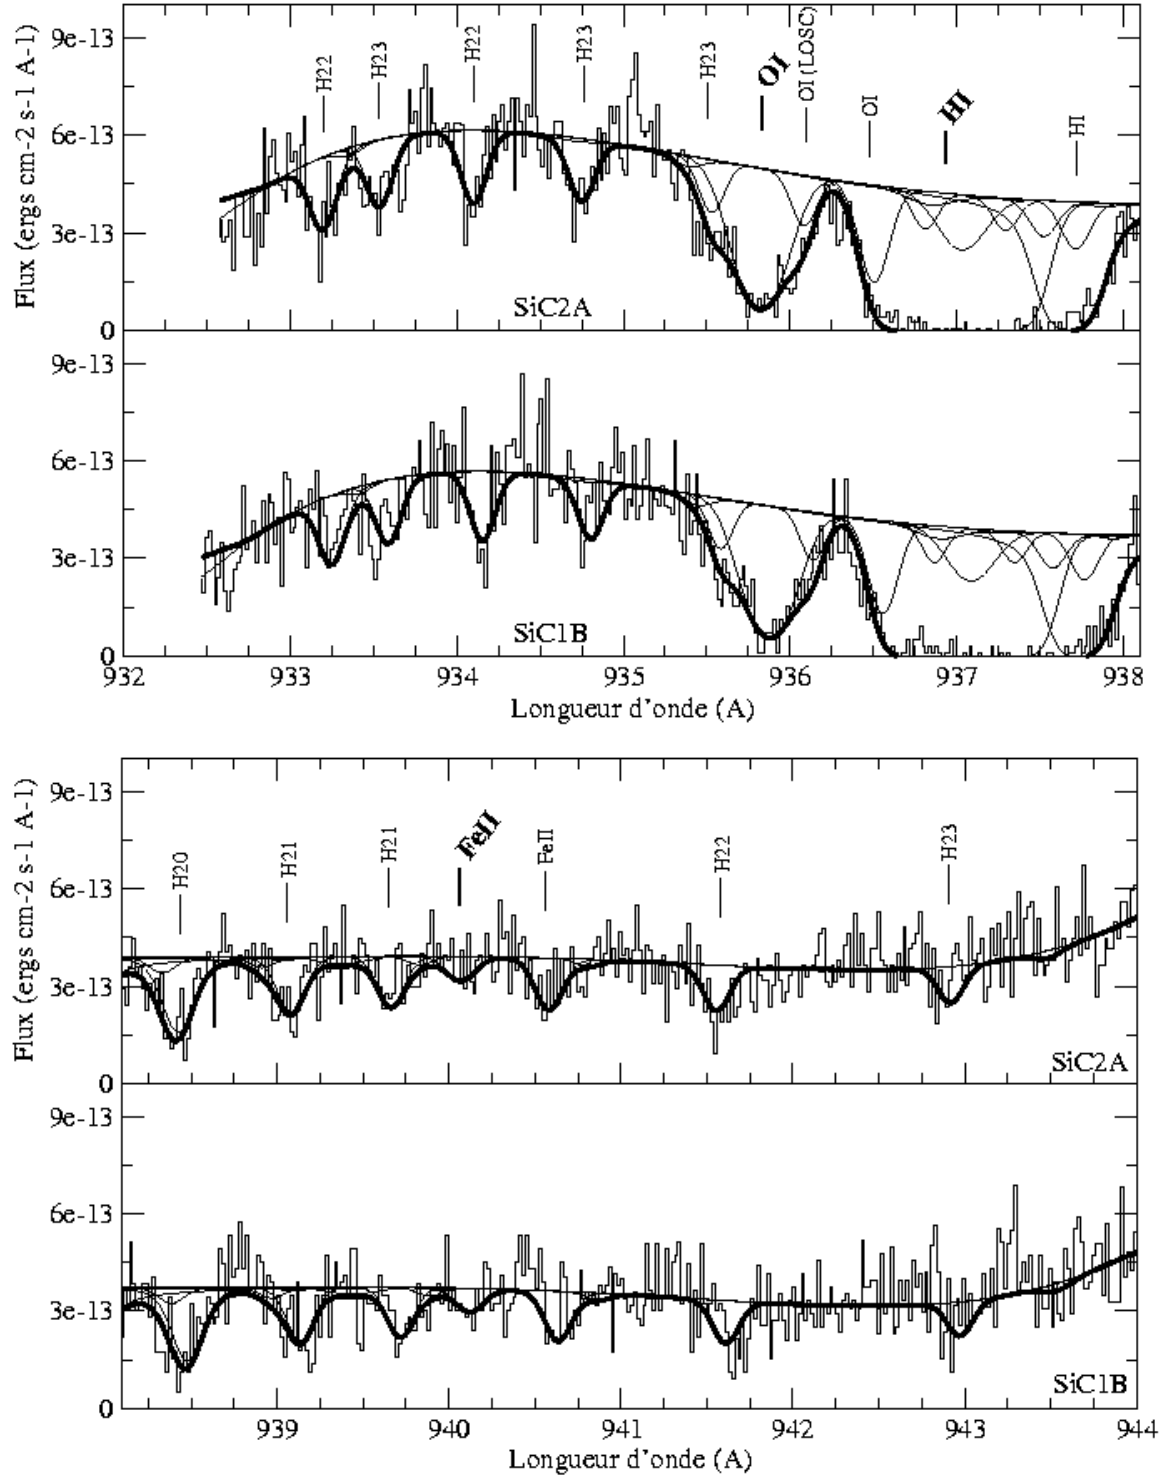 Flux (ergs cm-2 s-1 A-1)
9e-13
6e-13
3e-13
0
H22
H23
H22
H23
H23
OI
OI (LOSC)
OI
HI
HI
SiC2A
9e-13
6e-13
3e-13
0
SiC1B
932
933
934
935
936
937
938
Longueur d'onde (A)
Flux (ergs cm-2 s-1 A-1)
9e-13
6e-13
3e-13
0
H20
H21
H21
FeII
FeII
H22
H23
SiC2A
9e-13
6e-13
3e-13
0
SiC1B
939
940
941
942
943
944
Longueur d'onde (A)